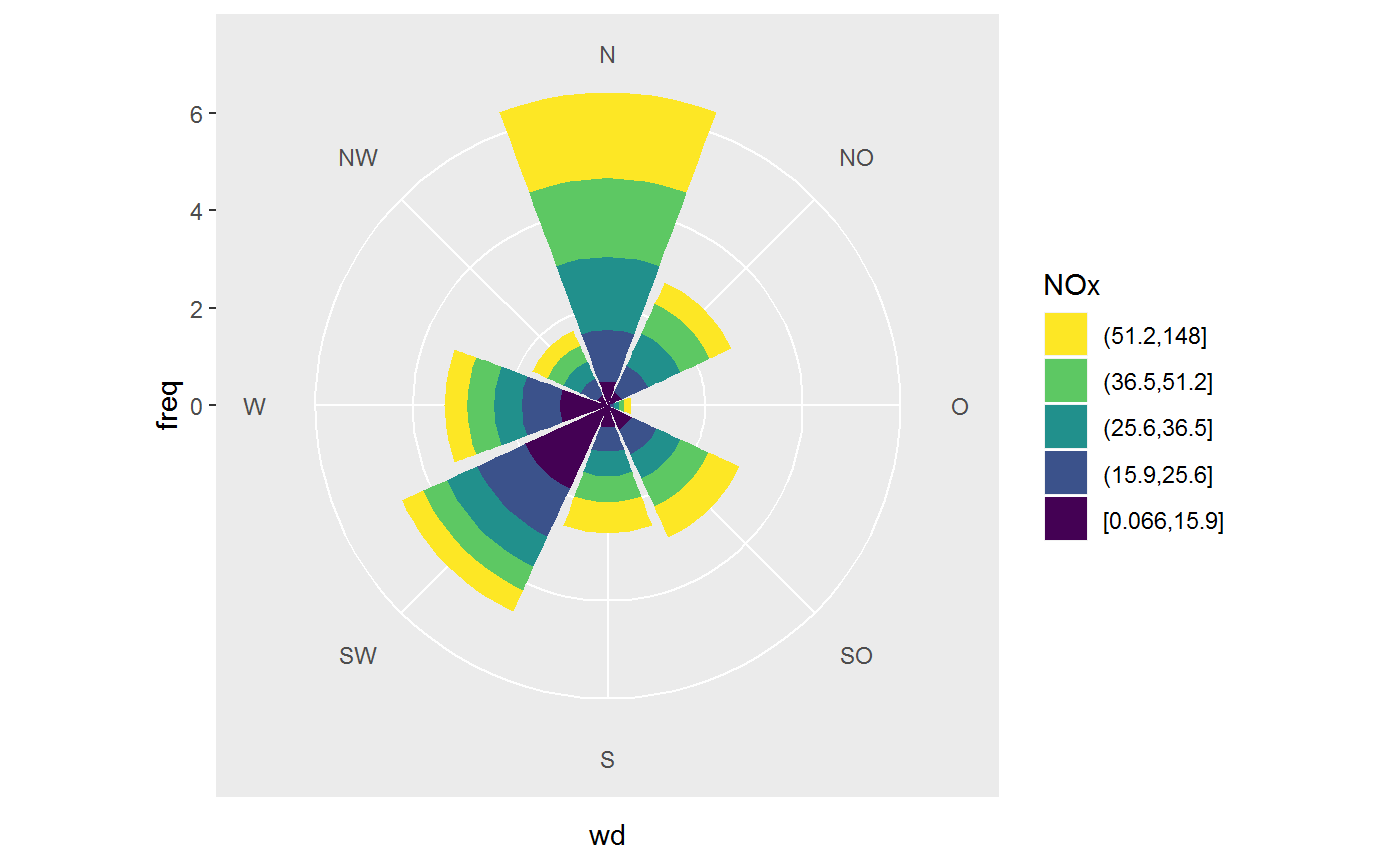 N
NW
NO
W
O
SW
SO
S
6
4
2
0
freq
wd
NOx
(51.2,148]
(36.5,51.2]
(25.6,36.5]
(15.9,25.6]
[0.066,15.9]